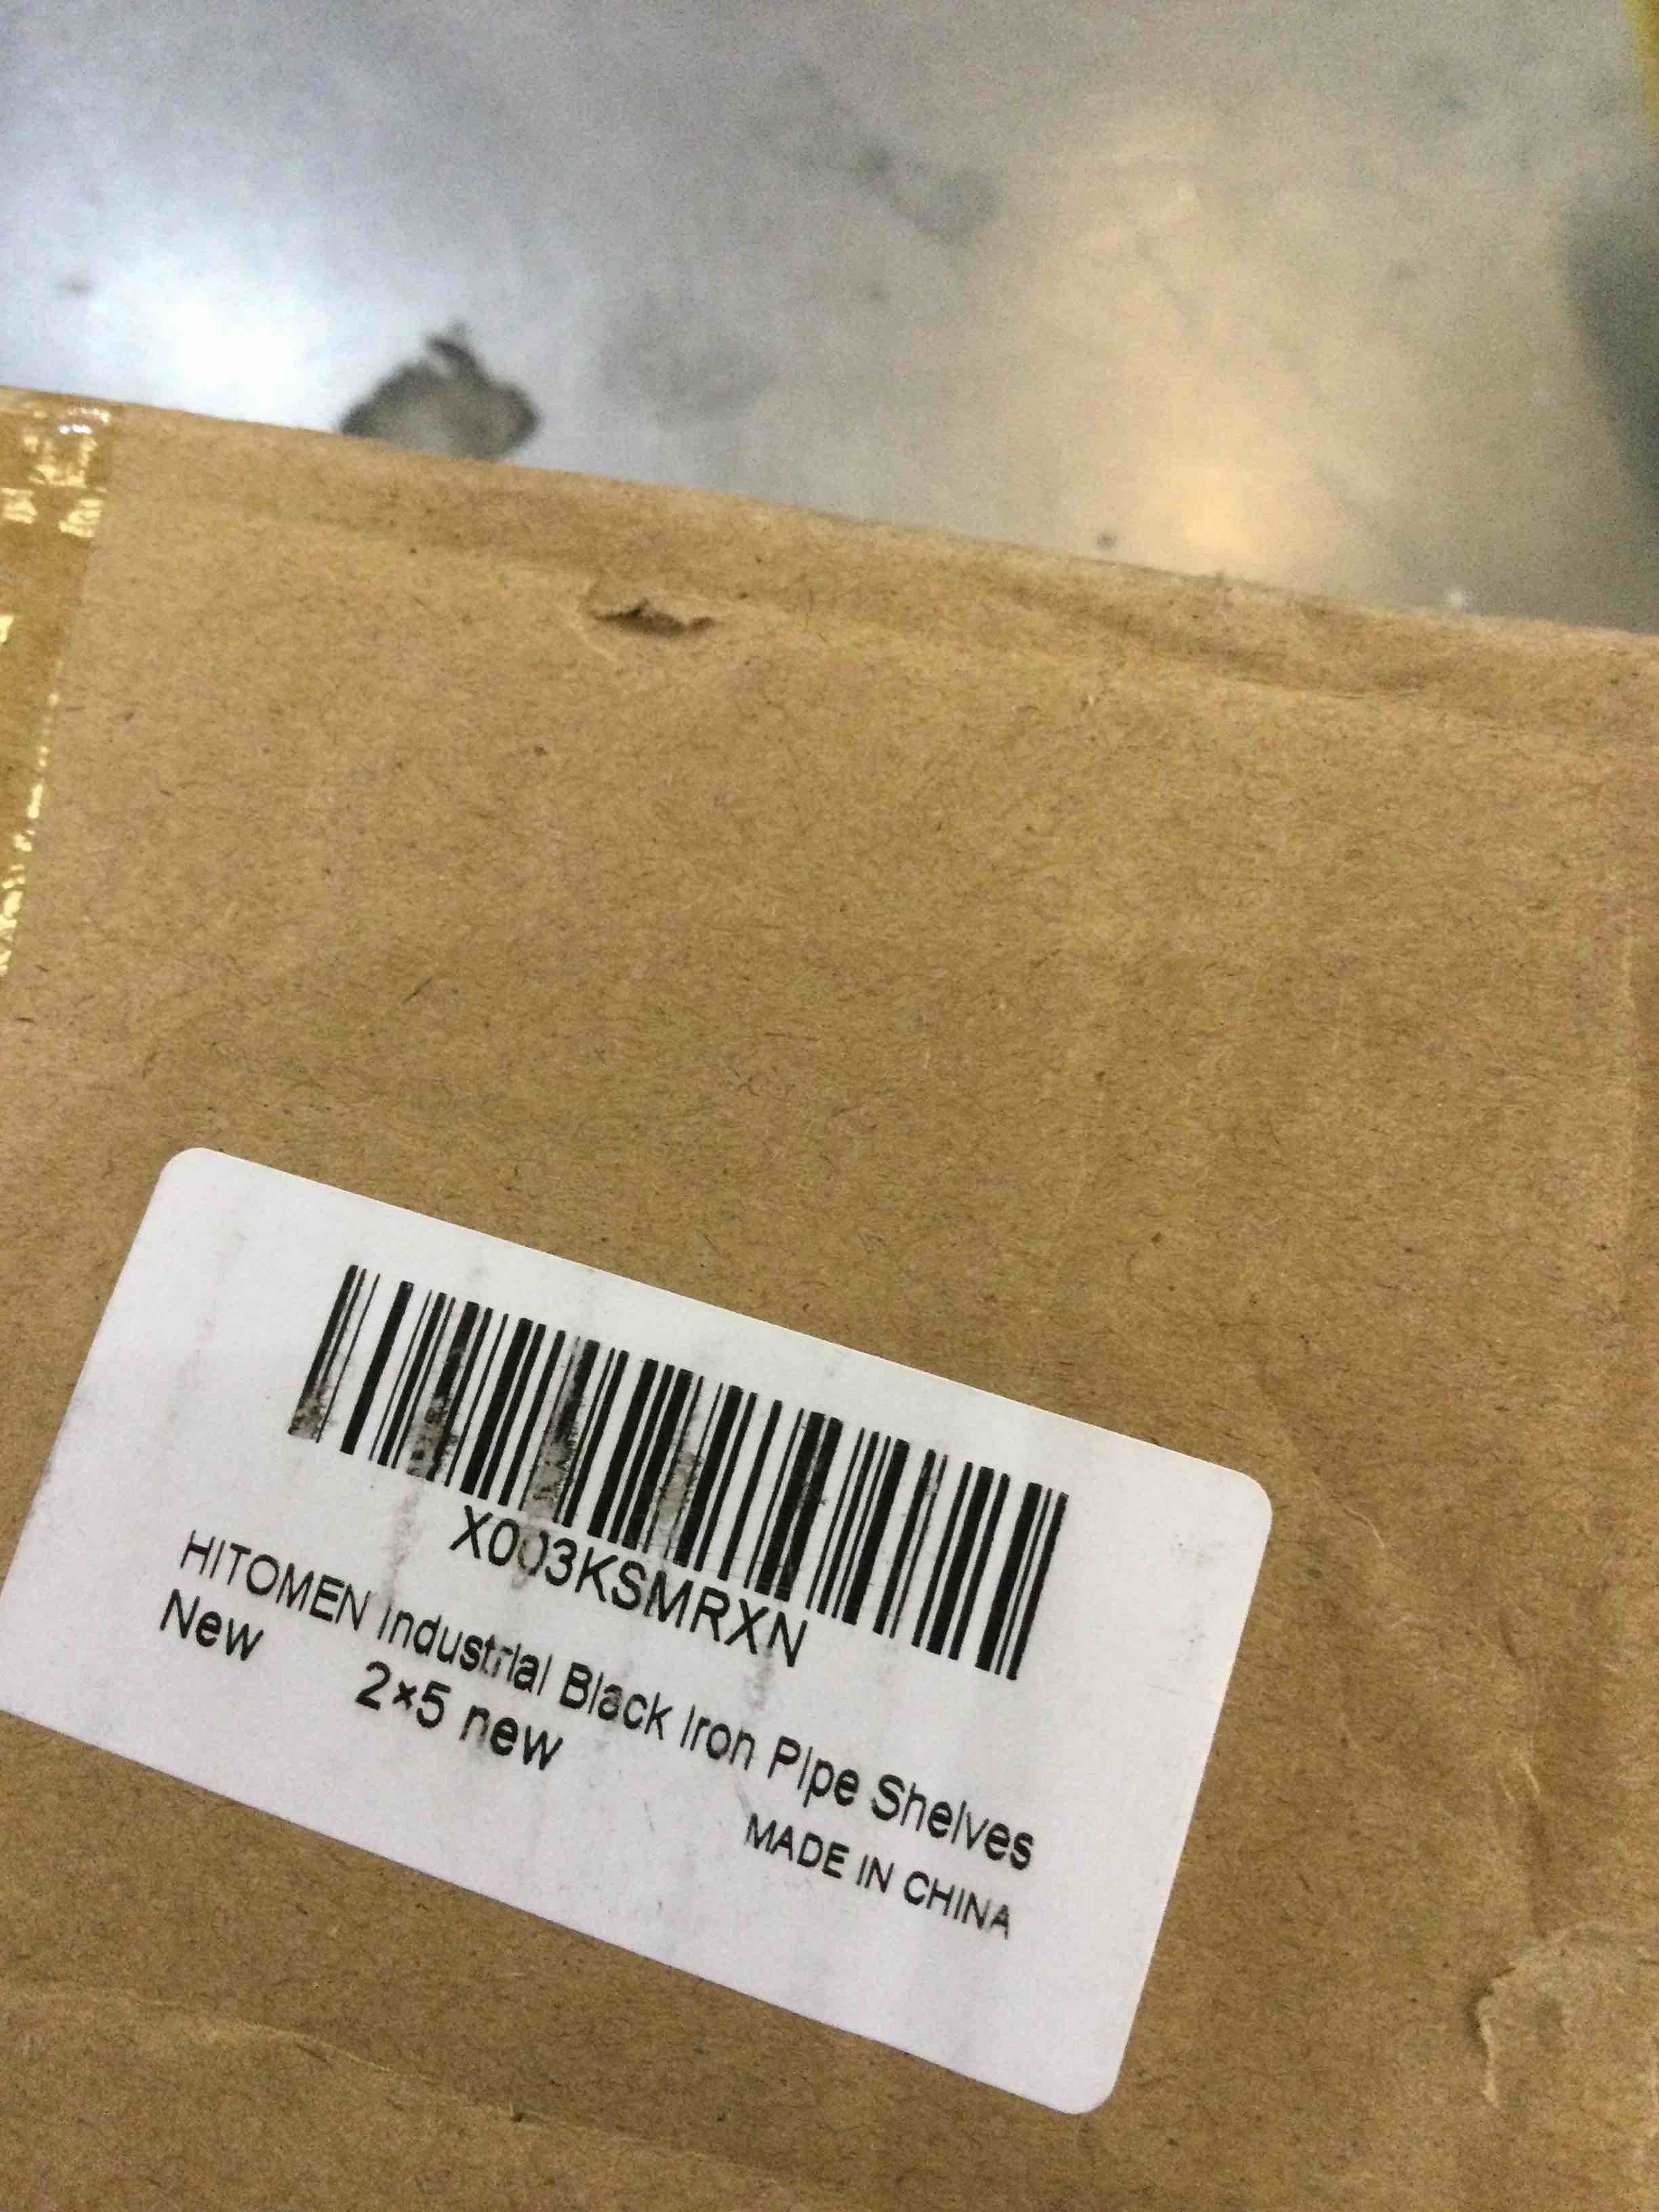 X003KSMRXN
HITOMEN Industrial Black Iron Pipe Shelves
New 2×5 new
MADE IN CHINA